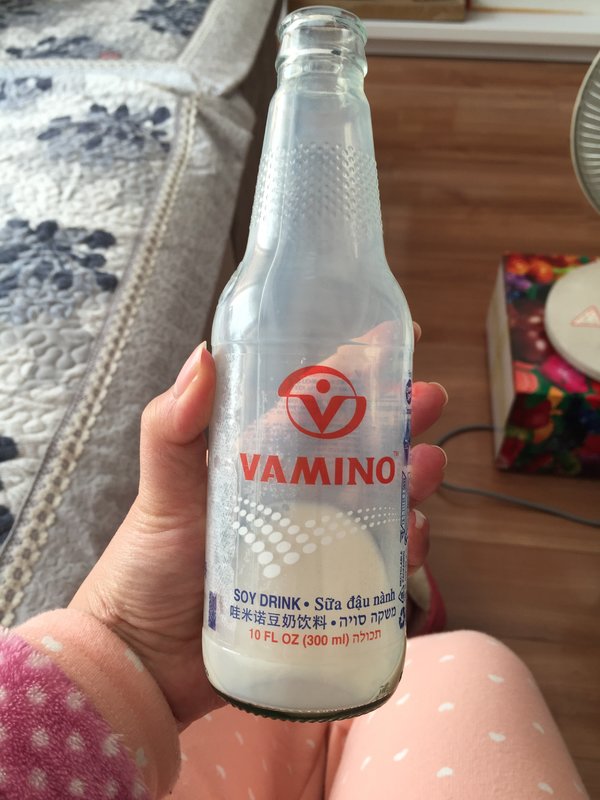 VAMINO™
SOY DRINK • Sữa đậu nành
哇米诺豆奶饮料 • משקה סויה
10 FL OZ (300 ml) תכולה